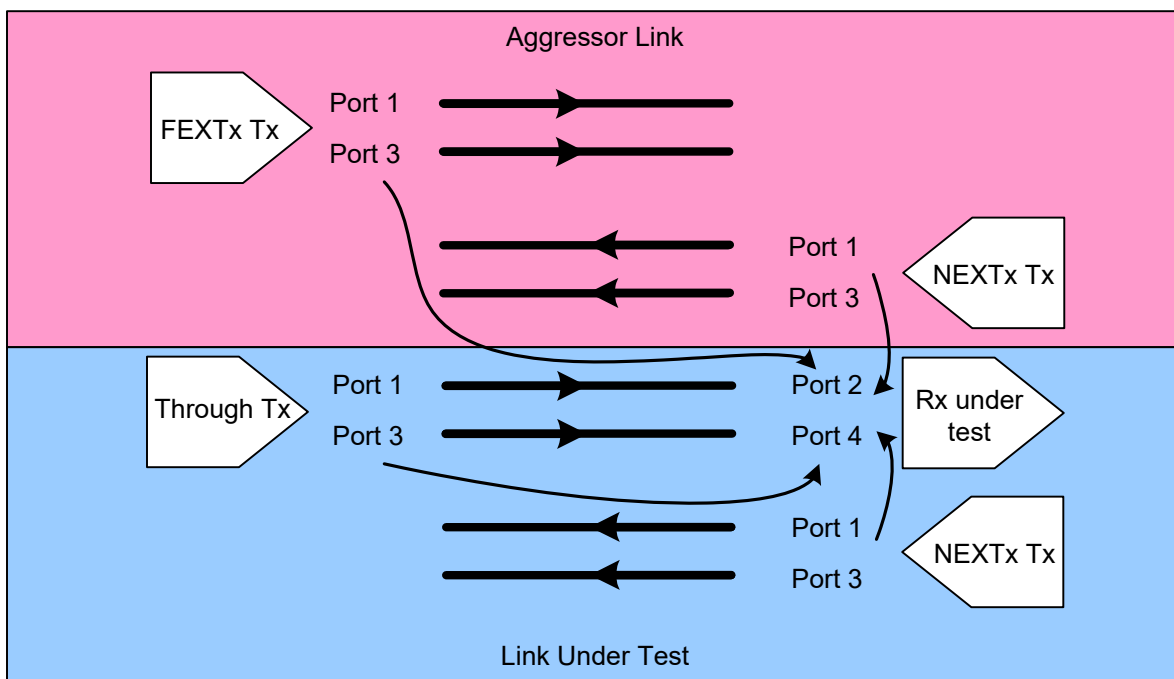 Aggressor Link
FEXTx Tx
Port 1
Port 3
Port 1
Port 3
NEXTx Tx
Through Tx
Port 1
Port 3
Port 2
Port 4
Rx under
test
Port 1
Port 3
NEXTx Tx
Link Under Test